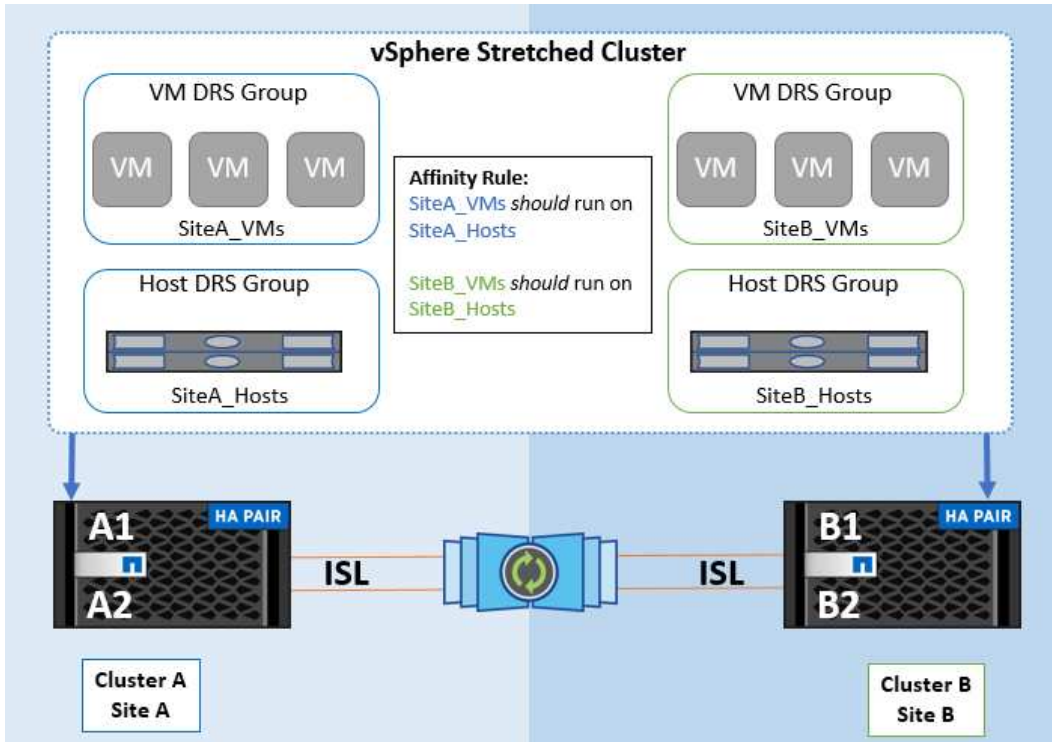 vSphere Stretched Cluster
VM DRS Group
VM VM VM
SiteA_VMs
Host DRS Group
SiteA_Hosts
Affinity Rule:
SiteA_VMs should run on
SiteA_Hosts
SiteB_VMs should run on
SiteB_Hosts
VM DRS Group
VM VM VM
SiteB_VMs
Host DRS Group
SiteB_Hosts
A1
HA PAIR
A2
ISL
ISL
B1
HA PAIR
B2
Cluster A
Site A
Cluster B
Site B